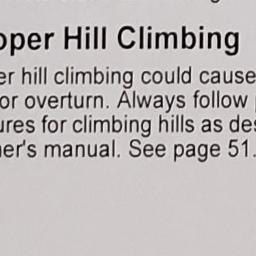 oper Hill Climbing
er hill climbing could cause
or overturn. Always follow
ures for climbing hills as des
er's manual. See page 51.